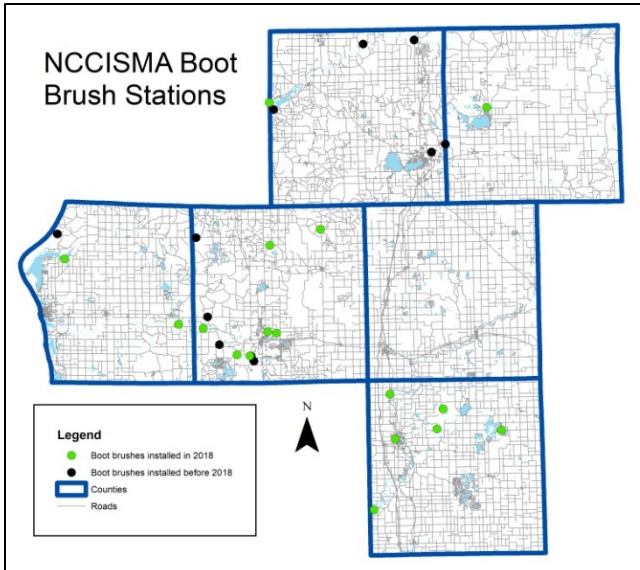 NCCISMA Boot
Brush Stations
N
Legend
Boot brushes installed in 2018
Boot brushes installed before 2018
Counties
Roads